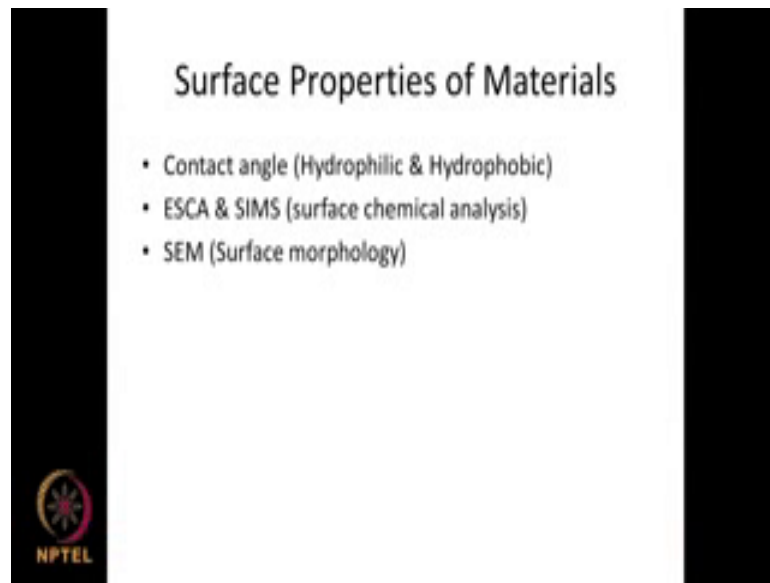 Surface Properties of Materials
• Contact angle (Hydrophilic & Hydrophobic)
• ESCA & SIMS (surface chemical analysis)
• SEM (Surface morphology)
NPTEL